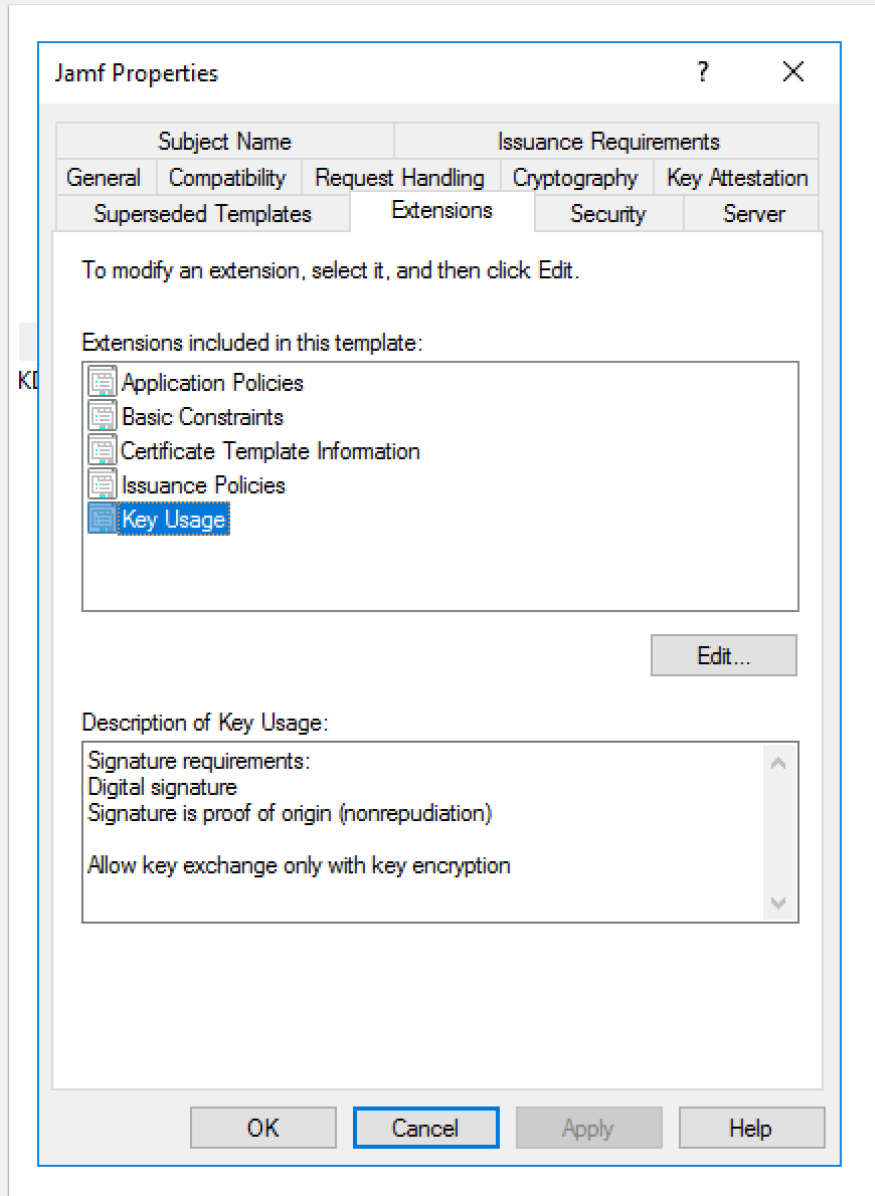 Jamf Properties
?
Subject Name
Issuance Requirements
General
Compatibility
Request Handling
Cryptography
Key Attestation
Superseded Templates
Extensions
Security
Server
To modify an extension, select it, and then click Edit.
Extensions included in this template:
Application Policies
Basic Constraints
Certificate Template Information
Issuance Policies
Key Usage
Edit...
Description of Key Usage:
Signature requirements:
Digital signature
Signature is proof of origin (nonrepudiation)
Allow key exchange only with key encryption
OK
Cancel
Apply
Help